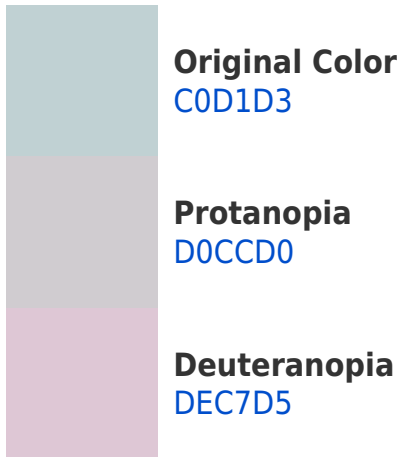 Original Color
C0D1D3
Protanopia
D0CCD0
Deuteranopia
DEC7D5